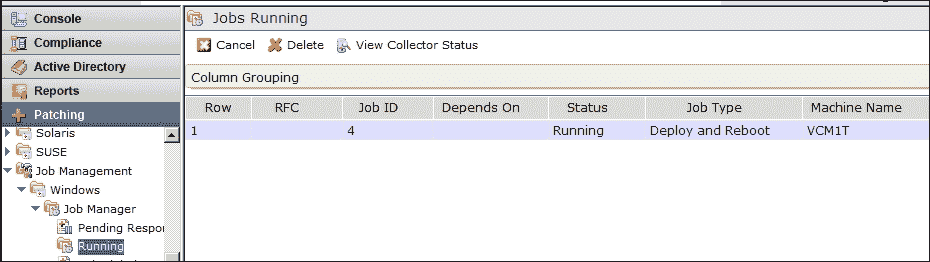 Console
Compliance
Active Directory
Reports
Patching
Solaris
SUSE
Job Management
Windows
Job Manager
Pending Respor
Running
Jobs Running
Cancel Delete View Collector Status
Column Grouping
Row RFC Job ID Depends On Status Job Type Machine Name
1 4 Running Deploy and Reboot VCM1T